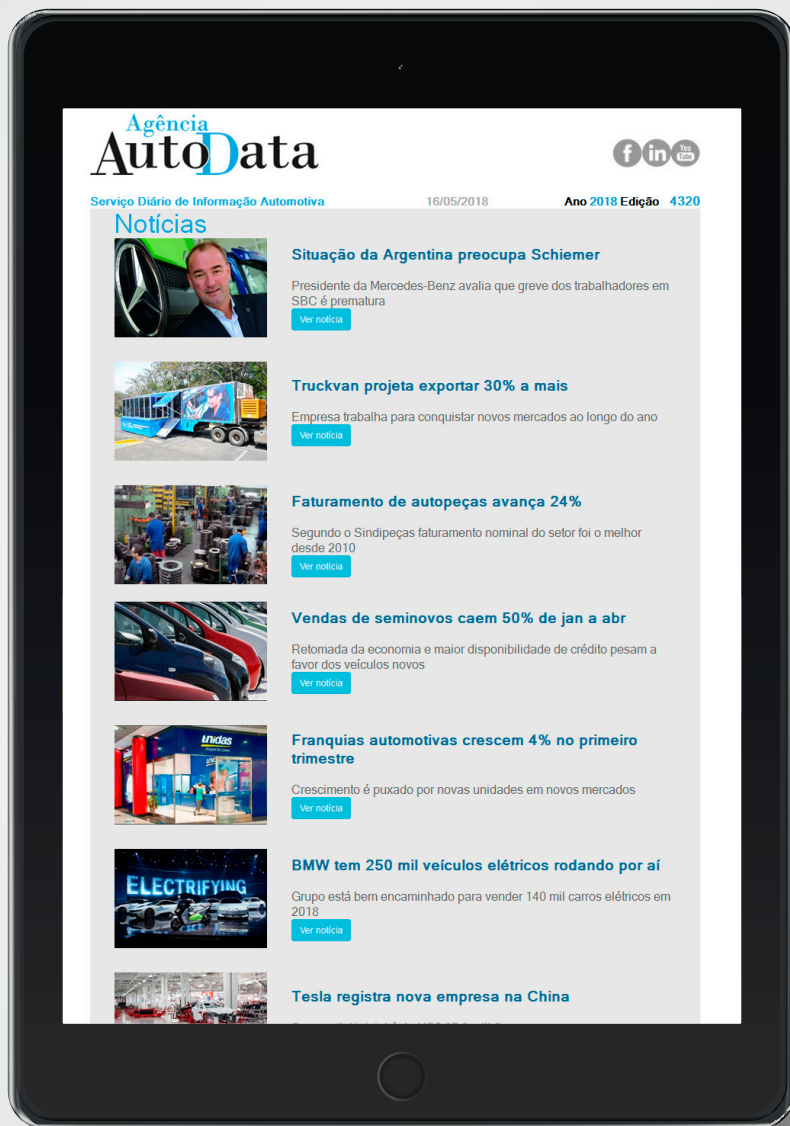 Agência
AutoData
f in You Tube
Serviço Diário de Informação Automotiva 16/05/2018 Ano 2018 Edição 4320
Notícias
Situação da Argentina preocupa Schiemer
Presidente da Mercedes-Benz avalia que greve dos trabalhadores em
SBC é prematura
Ver notícia
Truckvan projeta exportar 30% a mais
Empresa trabalha para conquistar novos mercados ao longo do ano
Ver notícia
Faturamento de autopeças avança 24%
Segundo o Sindipeças faturamento nominal do setor foi o melhor
desde 2010
Ver notícia
Vendas de seminovos caem 50% de jan a abr
Retomada da economia e maior disponibilidade de crédito pesam a
favor dos veículos novos
Ver notícia
unidas
Franquias automotivas crescem 4% no primeiro
trimestre
Crescimento é puxado por novas unidades em novos mercados
Ver notícia
ELECTRIFYING
BMW tem 250 mil veículos elétricos rodando por aí
Grupo está bem encaminhado para vender 140 mil carros elétricos em
2018
Ver notícia
Tesla registra nova empresa na China